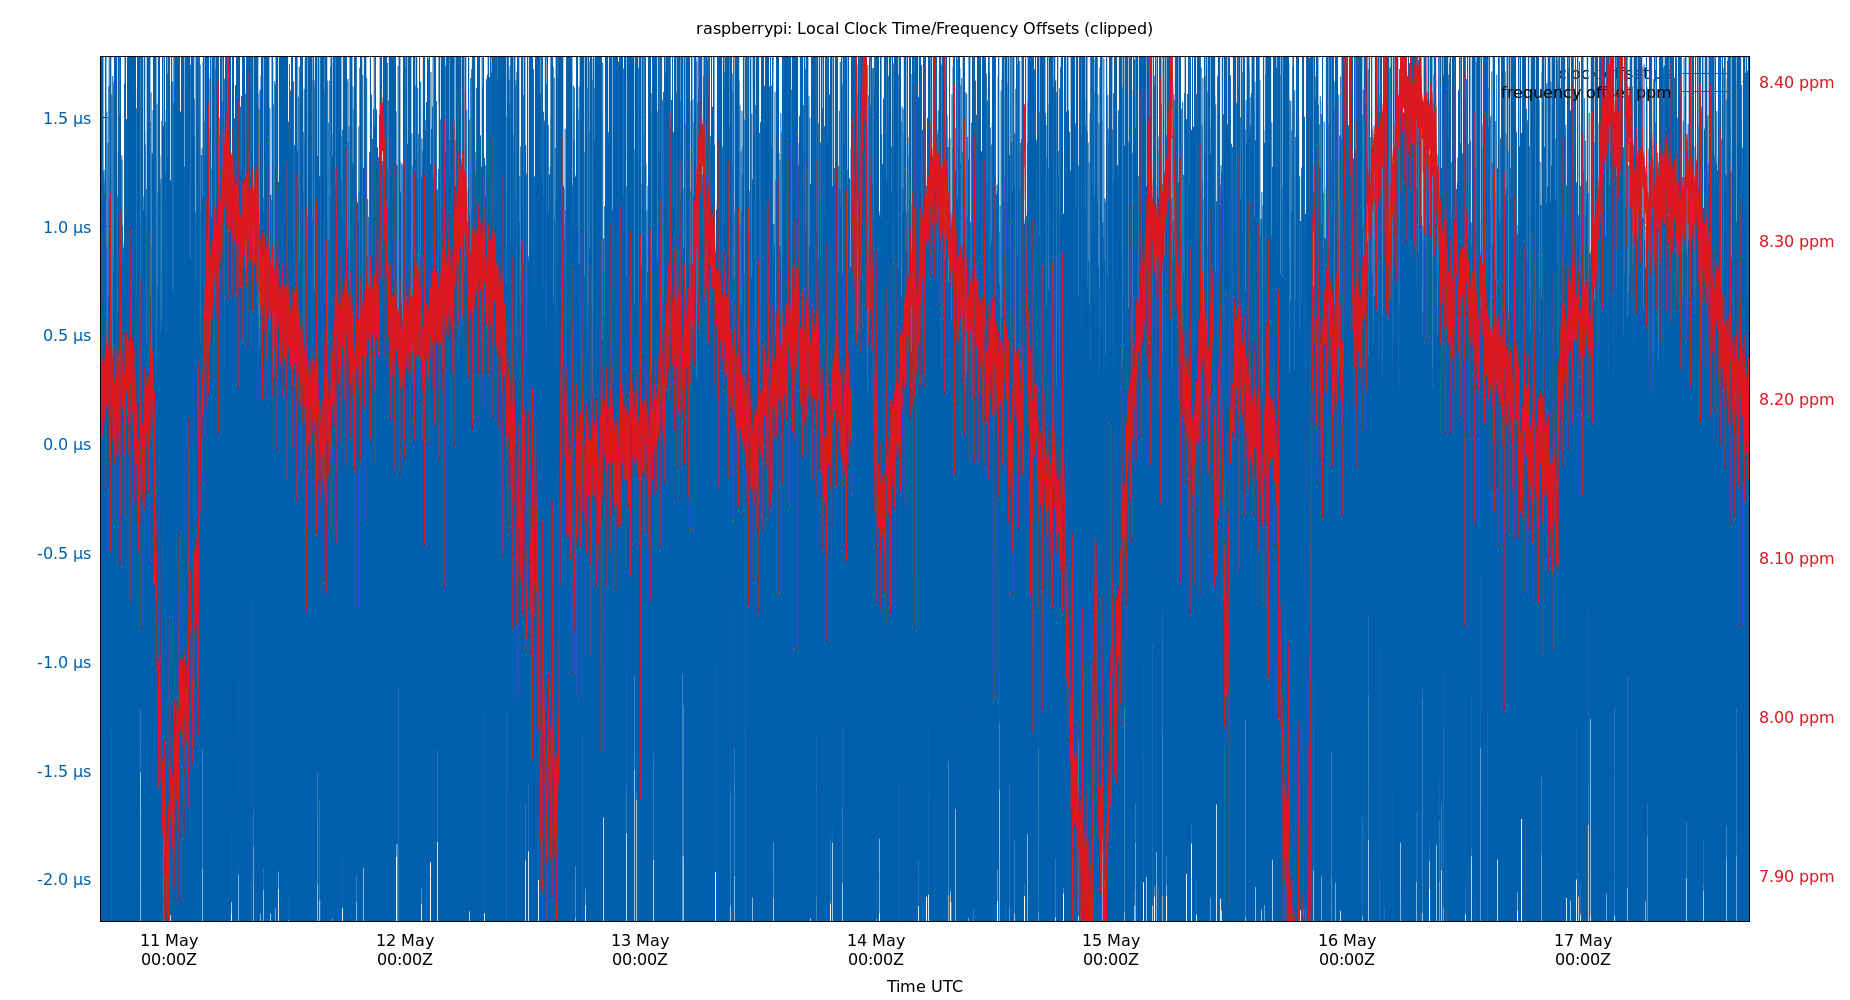 raspberrypi: Local Clock Time/Frequency Offsets (clipped)
frequency offset ppm
1.5 µs
1.0 µs
0.5 µs
0.0 µs
-0.5 µs
-1.0 µs
-1.5 µs
-2.0 µs
8.40 ppm
8.30 ppm
8.20 ppm
8.10 ppm
8.00 ppm
7.90 ppm
11 May
00:00Z
12 May
00:00Z
13 May
00:00Z
14 May
00:00Z
15 May
00:00Z
16 May
00:00Z
17 May
00:00Z
Time UTC